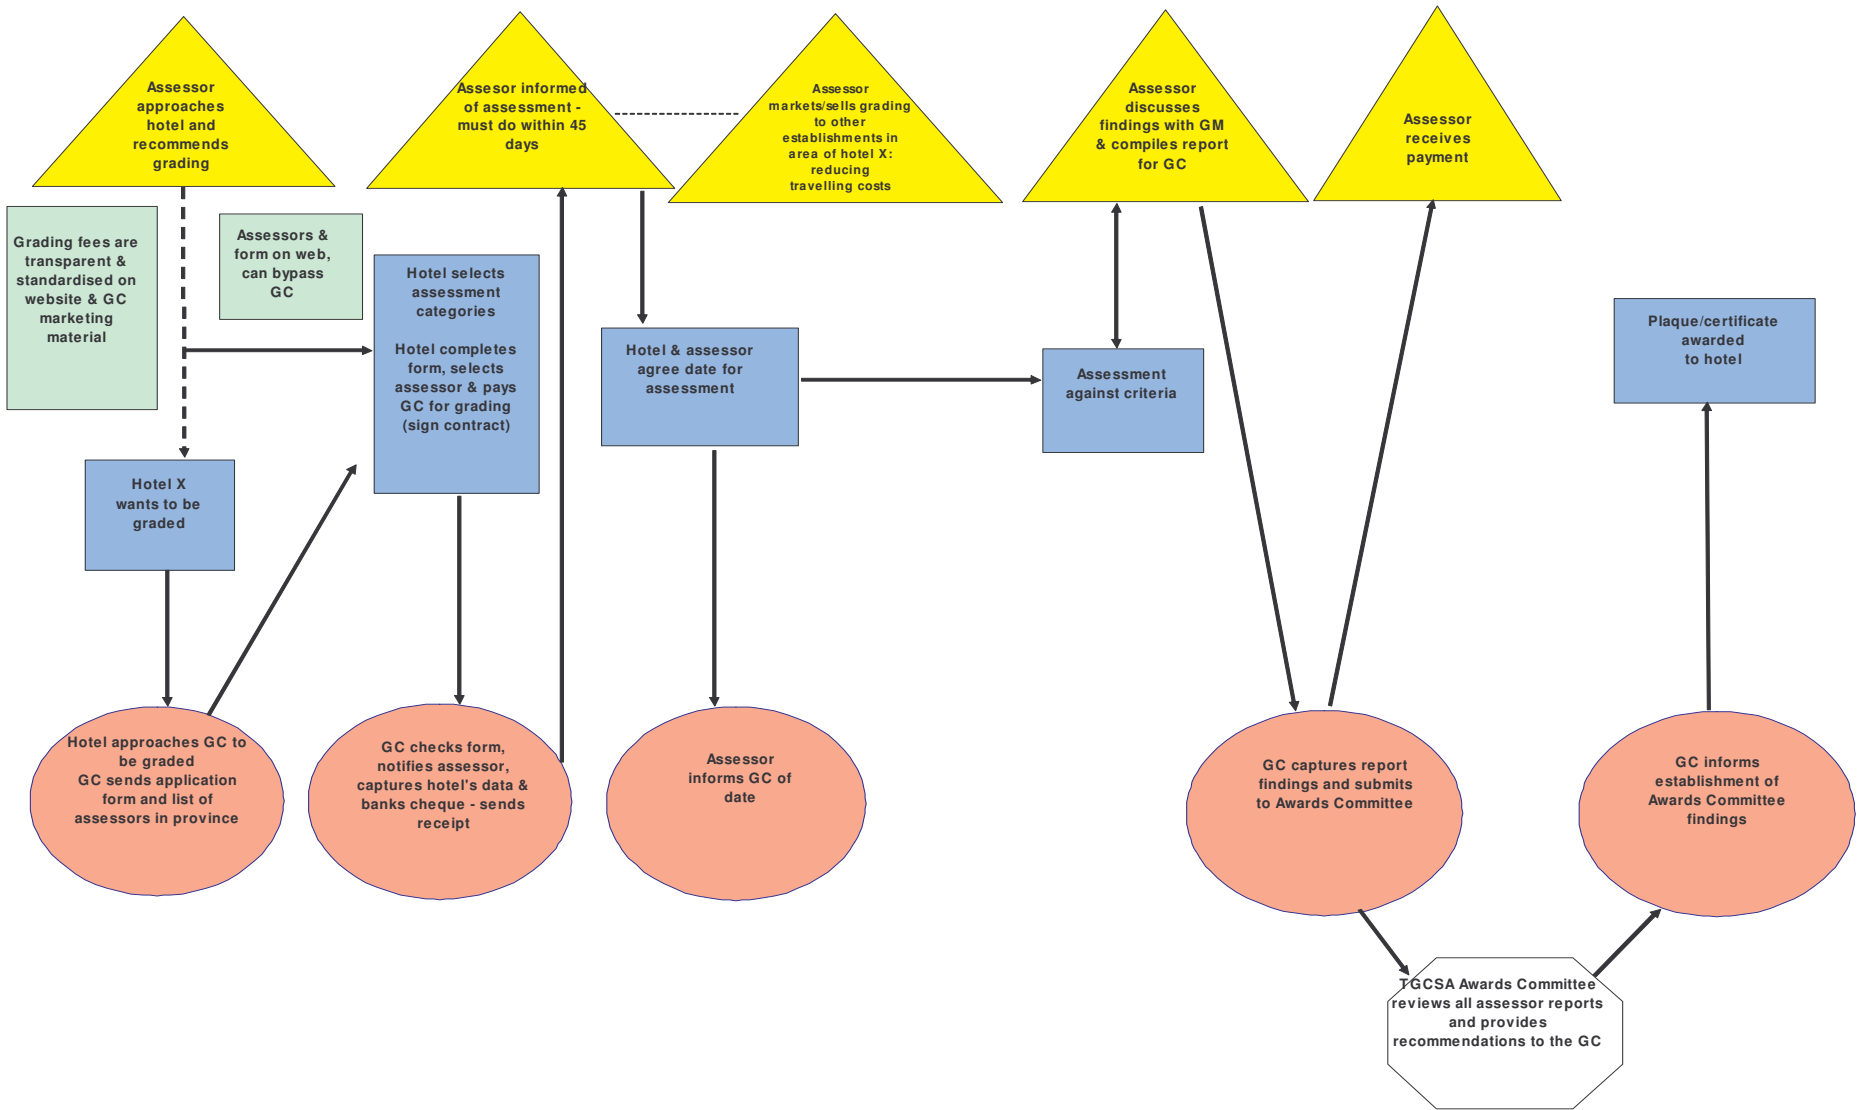 Assessor
approaches
hotel and
recommends
grading
Assesor informed
of assessment -
must do within 45
days
Assessor
markets/sells grading
to other
establishments in
area of hotel X:
reducing
travelling costs
Assessor
discusses
findings with GM
& compiles report
for GC
Assessor
receives
payment
Grading fees are
transparent &
standardised on
website & GC
marketing
material
Assessors &
form on web,
can bypass
GC
Hotel selects
assessment
categories
Hotel completes
form, selects
assessor & pays
GC for grading
(sign contract)
Hotel & assessor
agree date for
assessment
Assessment
against criteria
Plaque/certificate
awarded
to hotel
Hotel X
wants to be
graded
Hotel approaches GC to
be graded
GC sends application
form and list of
assessors in province
GC checks form,
notifies assessor,
captures hotel's data &
banks cheque - sends
receipt
Assessor
informs GC of
date
GC captures report
findings and submits
to Awards Committee
GC informs
establishment of
Awards Committee
findings
TGCSA Awards Committee
reviews all assessor reports
and provides
recommendations to the GC